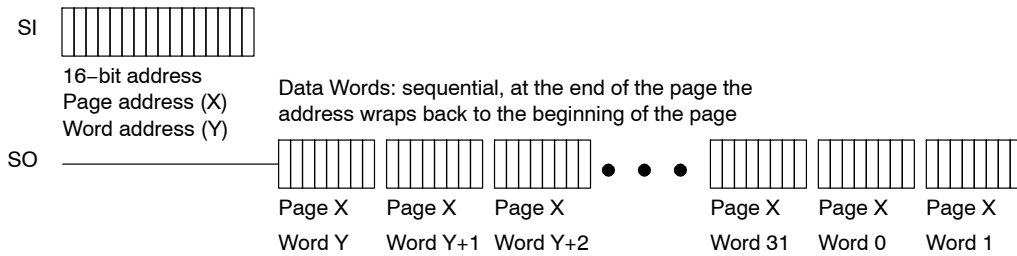 SI
16−bit address
Page address (X)
Word address (Y)
Data Words: sequential, at the end of the page the
address wraps back to the beginning of the page
SO
Page X Page X Page X Page X Page X Page X
Word Y Word Y+1 Word Y+2 Word 31 Word 0 Word 1